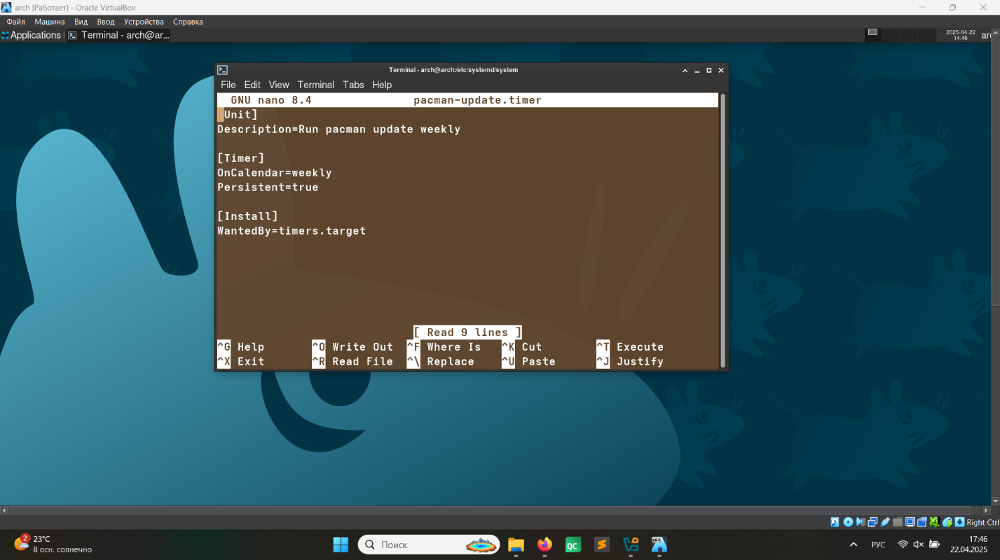 arch [Работает] - Oracle VirtualBox
Файл Машина Вид Ввод Устройства Справка
Applications Terminal - arch@ar... 2025-04-22
14:46
Terminal - arch@arch:/etc/systemd/system
File Edit View Terminal Tabs Help
GNU nano 8.4 pacman-update.timer
[Unit]
Description=Run pacman update weekly
[Timer]
OnCalendar=weekly
Persistent=true
[Install]
WantedBy=timers.target
[ Read 9 lines ]
^G Help ^O Write Out ^F Where Is ^K Cut ^T Execute
^X Exit ^R Read File ^\ Replace ^U Paste ^J Justify
Right Ctrl
2 23°C
В осн. солнечно
Поиск
QC
x64
РУС
17:46
22.04.2025